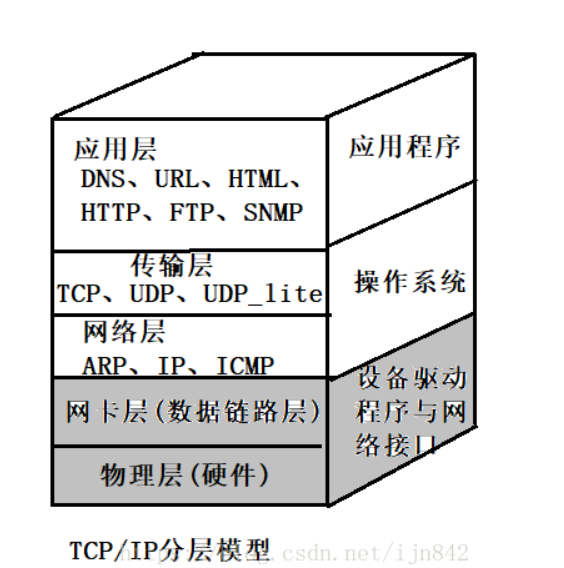 应用层
DNS、URL、HTML、
HTTP、FTP、SNMP
应用程序
传输层
TCP、UDP、UDP_lite
操作系统
网络层
ARP、IP、ICMP
网卡层(数据链路层)
物理层(硬件)
设备驱动
程序与网
络接口
TCP/IP分层模型
csdn.net/ijn842